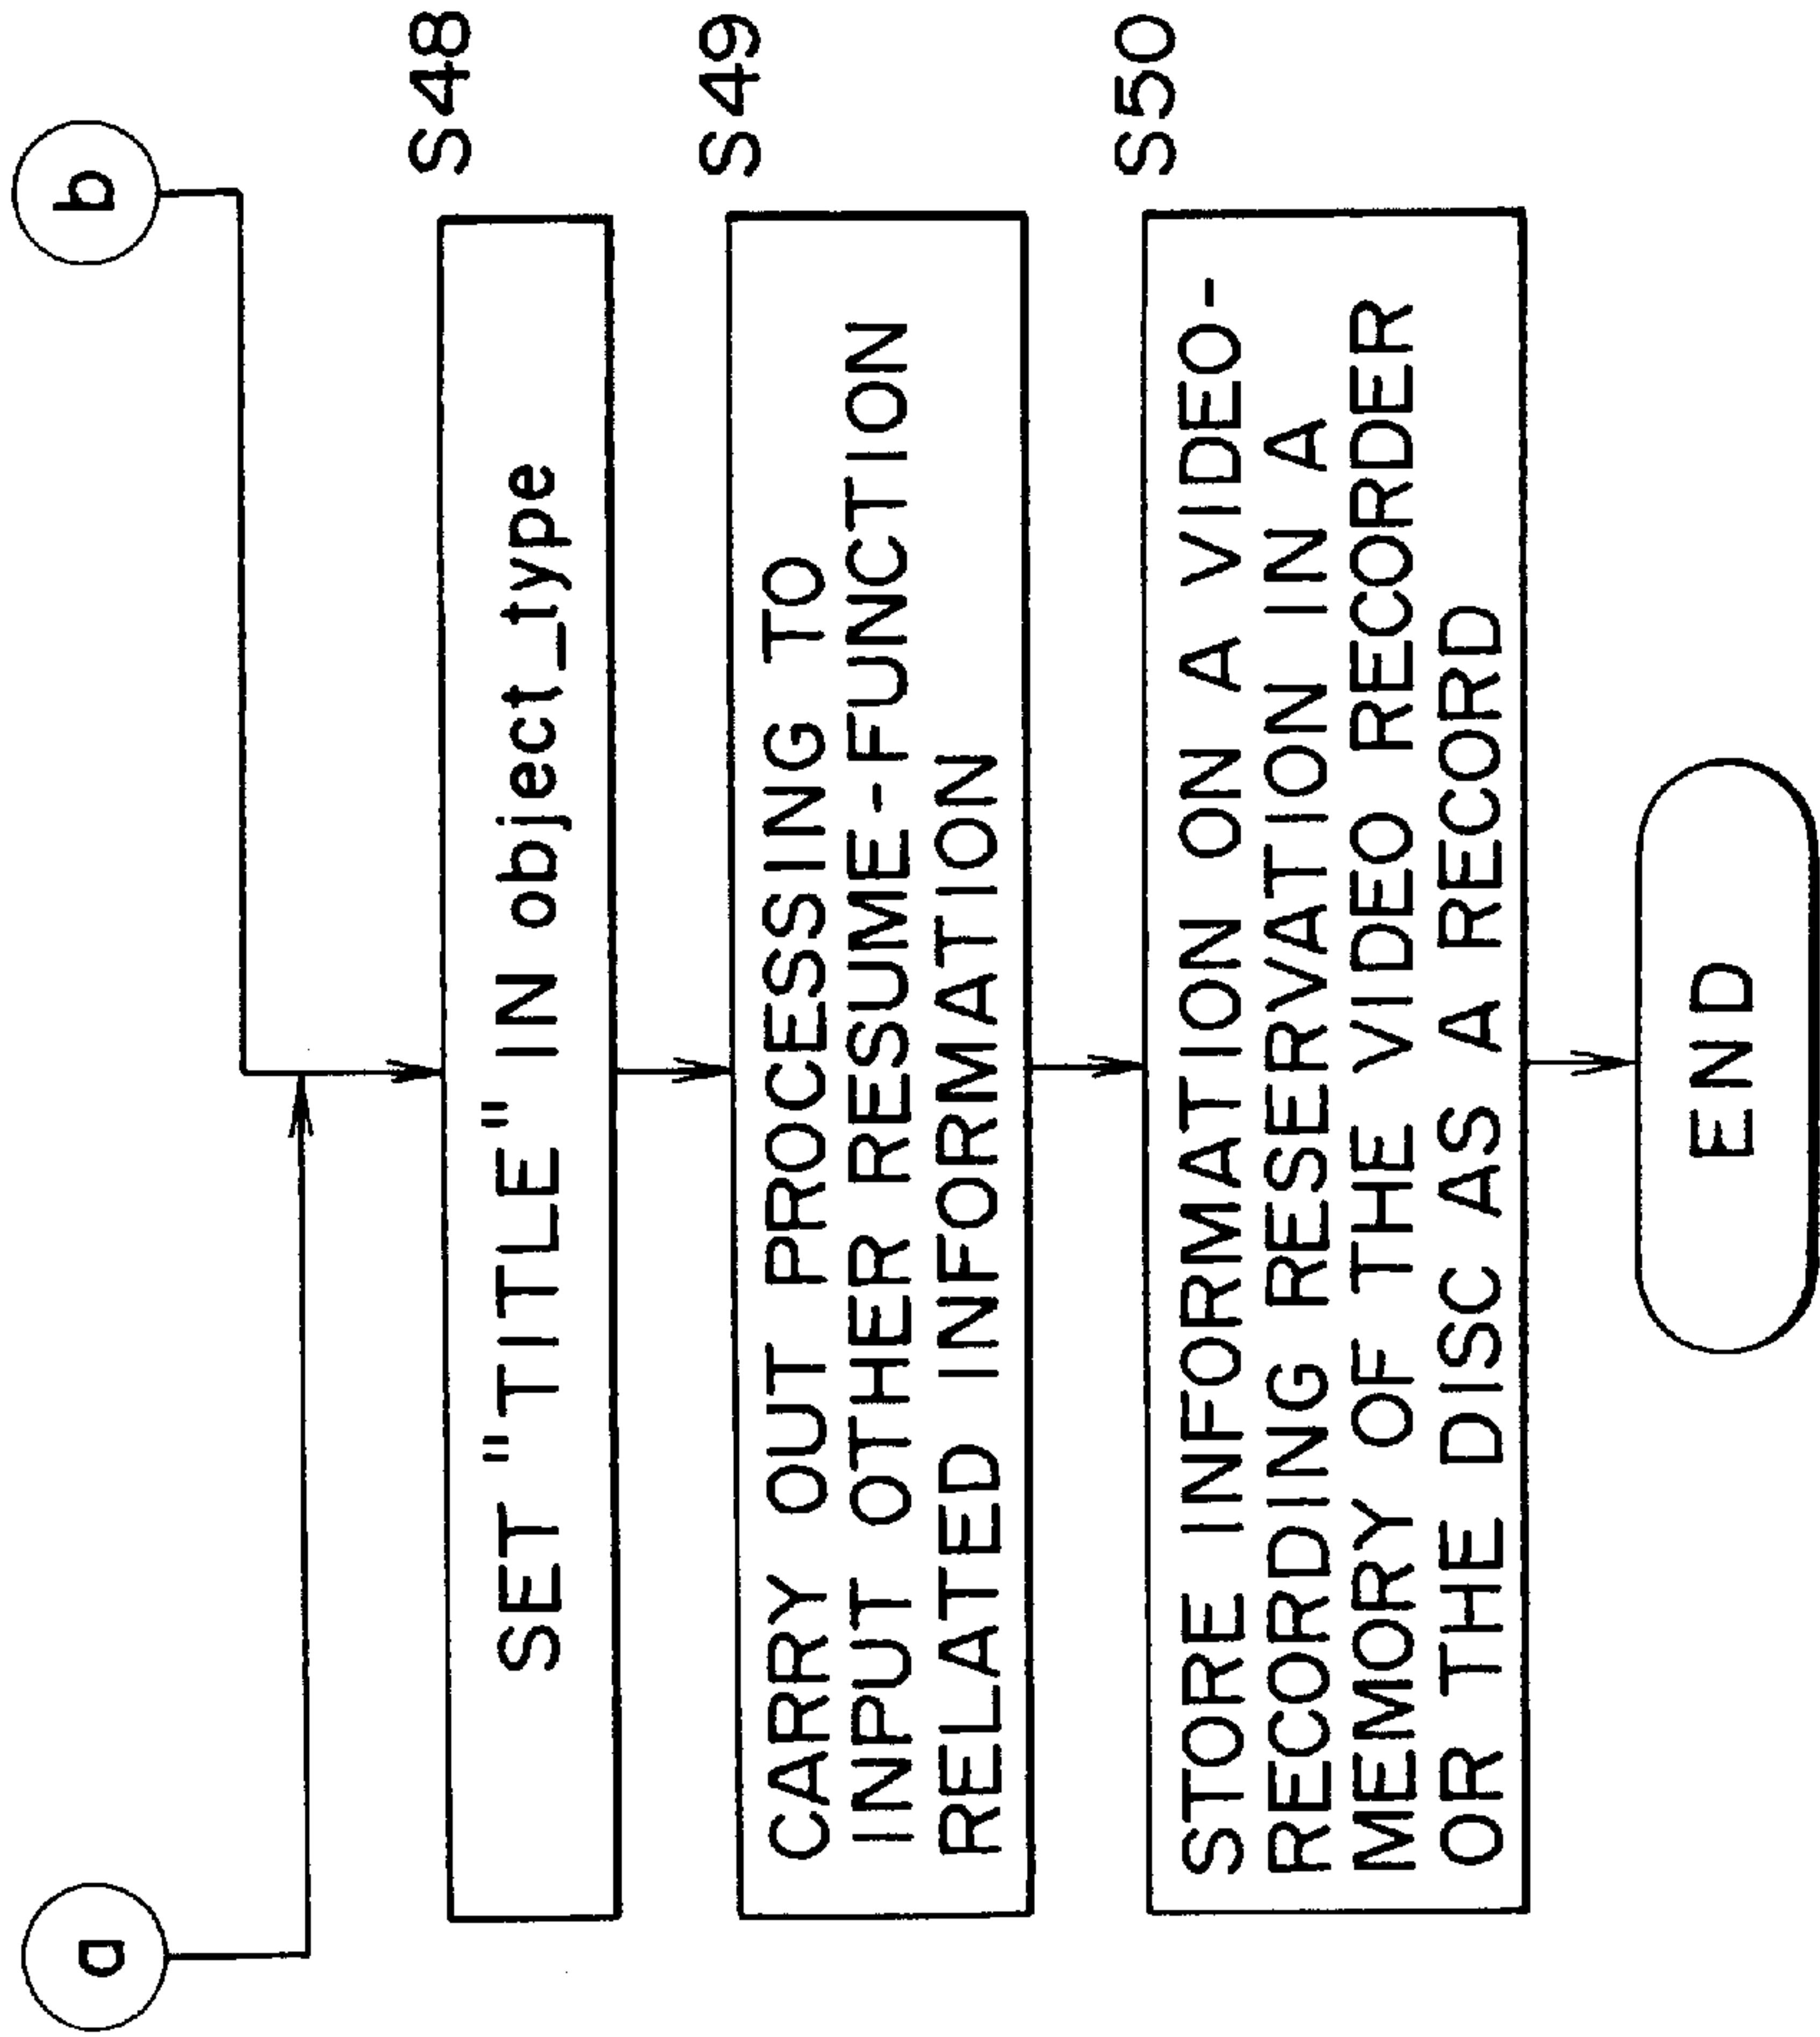 a
b
S48
SET "TITLE" IN object_type
S49
CARRY OUT PROCESSING TO
INPUT OTHER RESUME-FUNCTION
RELATED INFORMATION
S50
STORE INFORMATION ON A VIDEO-
RECORDING RESERVATION IN A
MEMORY OF THE VIDEO RECORDER
OR THE DISC AS A RECORD
END